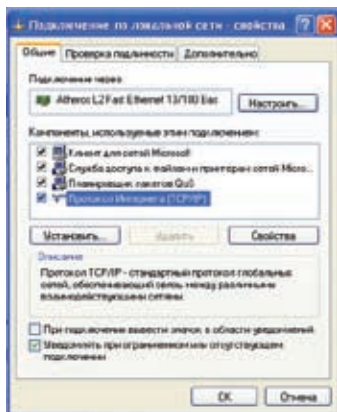 Подключение по локальной сети - свойства
Общие Проверка подлинности Дополнительно
Подключение через:
Atheros L2 Fast Ethernet 10/100 Bas
Настроить...
Компоненты, используемые этим подключением:
Клиент для сетей Microsoft
Служба доступа к файлам и принтерам сетей Micro...
Планировщик пакетов QoS
Протокол Интернета (TCP/IP)
Установить... Удалить Свойства
Описание
Протокол TCP/IP - стандартный протокол глобальных
сетей, обеспечивающий связь между различными
взаимодействующими сетями.
При подключении вывести значок в области уведомлений
Уведомлять при ограниченном или отсутствующем
подключении
OK Отмена